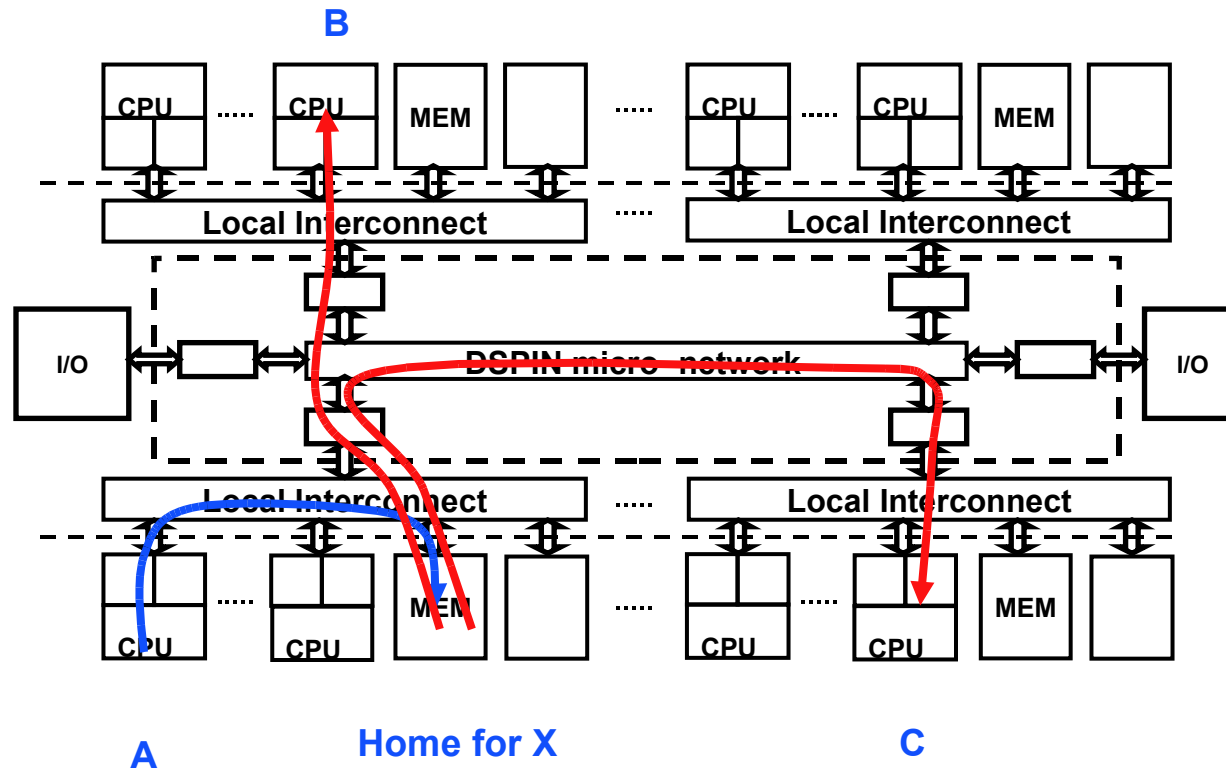 B
CPU ..... CPU MEM ..... CPU ..... CPU MEM
Local Interconnect ..... Local Interconnect
I/O DSPIN micro network I/O
Local Interconnect ..... Local Interconnect
..... MEM ..... ..... MEM
CPU CPU CPU CPU
A Home for X C